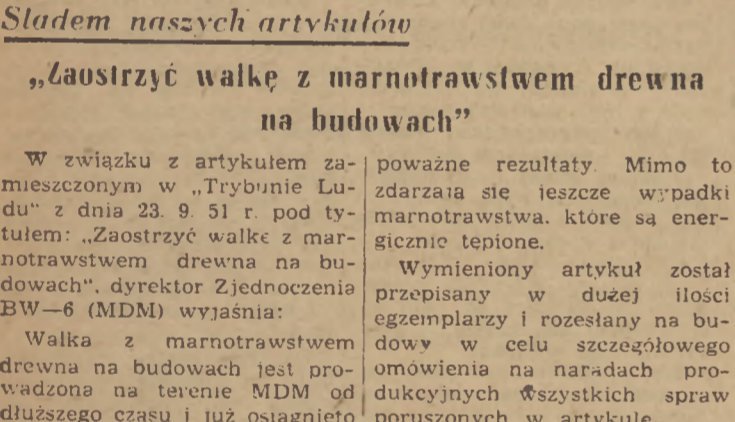 Śladem naszych artykułów
„Zaostrzyć walkę z marnotrawstwem drewna
na budowach”
W związku z artykułem za-
mieszczonym w „Trybunie Lu-
du“ z dnia 23. 9. 51 r. pod ty-
tułem: „Zaostrzyć walkę z mar-
notrawstwem drewna na bu-
dowach“, dyrektor Zjednoczenia
BW—6 (MDM) wyjaśnia:
Walka z marnotrawstwem
drewna na budowach jest pro-
wadzona na terenie MDM od
dłuższego czasu i już osiągnięto
poważne rezultaty. Mimo to
zdarzają się jeszcze wypadki
marnotrawstwa, które są ener-
gicznie tępione.
Wymieniony artykuł został
przepisany w dużej ilości
egzemplarzy i rozesłany na bu-
dowy w celu szczegółowego
omówienia na naradach pro-
dukcyjnych wszystkich spraw
poruszonych w artykule.